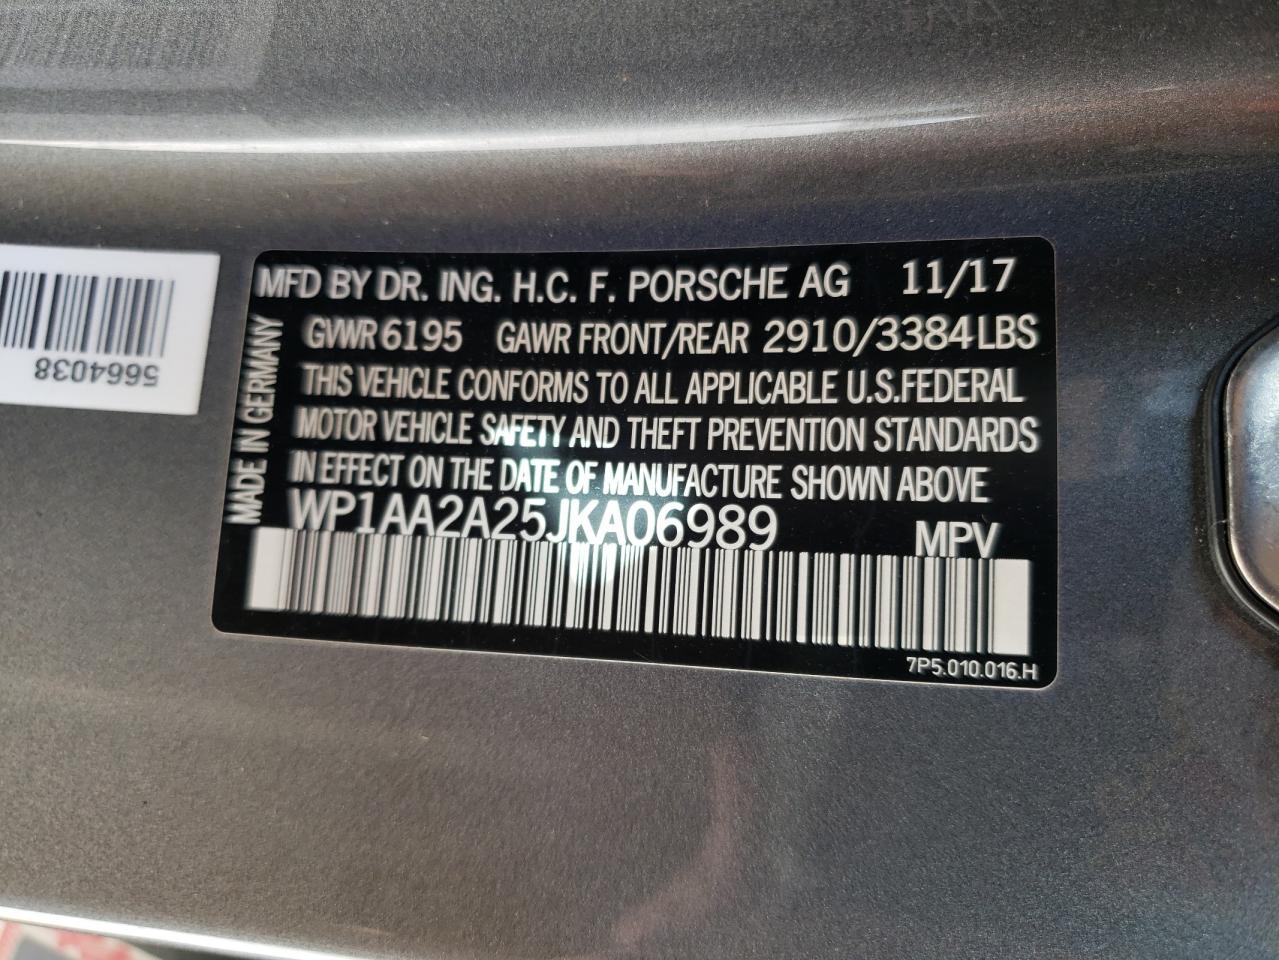 MFD BY DR. ING. H.C. F. PORSCHE AG 11/17
GVWR 6195 GAWR FRONT/REAR 2910/3384 LBS
THIS VEHICLE CONFORMS TO ALL APPLICABLE U.S.FEDERAL
MOTOR VEHICLE SAFETY AND THEFT PREVENTION STANDARDS
IN EFFECT ON THE DATE OF MANUFACTURE SHOWN ABOVE
WP1AA2A25JKA06989 MPV
7P5.010.016.H
MADE IN GERMANY
5664038